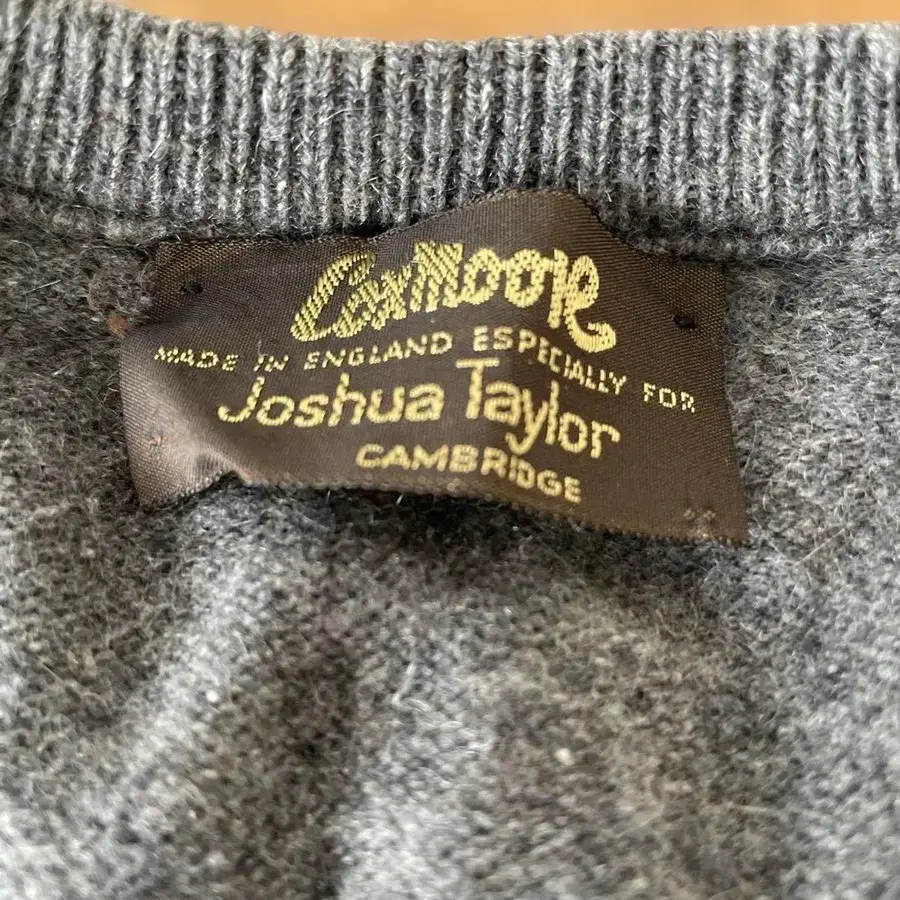 CoxMooRe
MADE IN ENGLAND ESPECIALLY FOR
Joshua Taylor
CAMBRIDGE